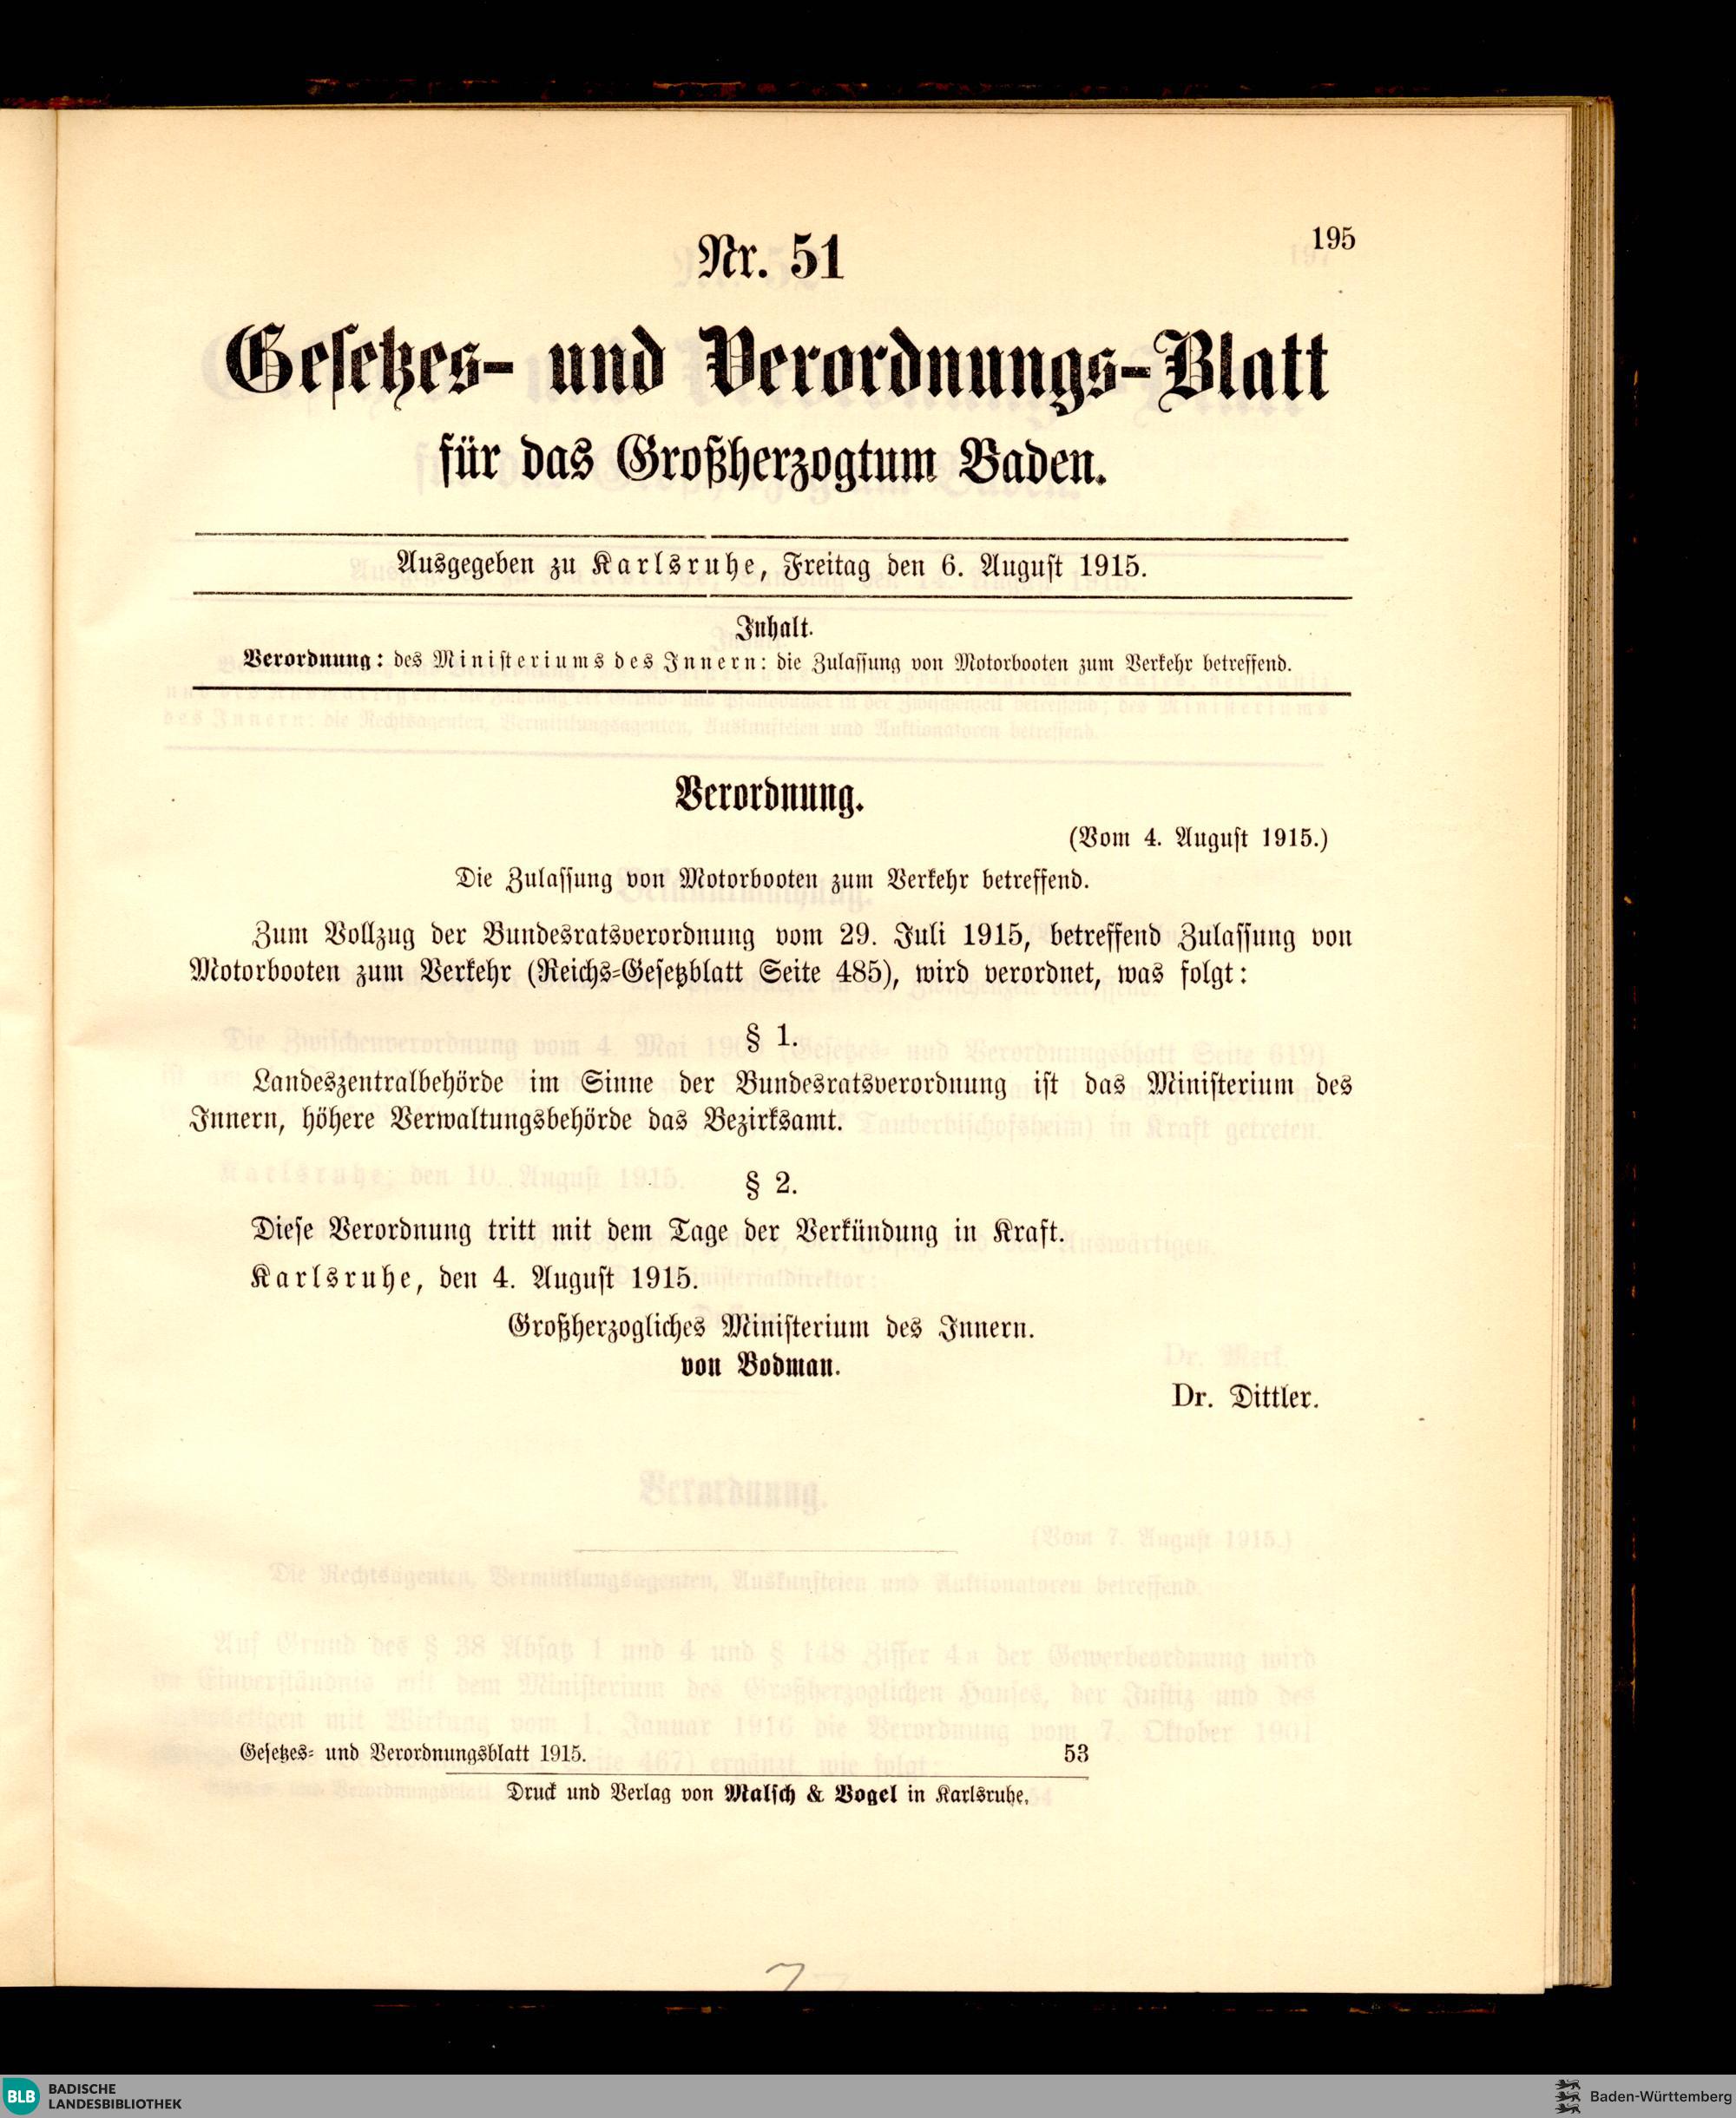 195
Nr. 51
Gesetzes- und Verordnungs-Blatt
für das Großherzogtum Baden.
Ausgegeben zu Karlsruhe, Freitag den 6. August 1915.
Inhalt.
Verordnung: des Ministeriums des Innern: die Zulassung von Motorbooten zum Verkehr betreffend.
Verordnung.
(Vom 4. August 1915.)
Die Zulassung von Motorbooten zum Verkehr betreffend.
Zum Vollzug der Bundesratsverordnung vom 29. Juli 1915, betreffend Zulassung von
Motorbooten zum Verkehr (Reichs-Gesetzblatt Seite 485), wird verordnet, was folgt:
§ 1.
Landeszentralbehörde im Sinne der Bundesratsverordnung ist das Ministerium des
Innern, höhere Verwaltungsbehörde das Bezirksamt.
§ 2.
Diese Verordnung tritt mit dem Tage der Verkündung in Kraft.
Karlsruhe, den 4. August 1915.
Großherzogliches Ministerium des Innern.
von Bodman.
Dr. Dittler.
Gesetzes- und Verordnungsblatt 1915. 53
Druck und Verlag von Malsch & Vogel in Karlsruhe.
BLB BADISCHE
LANDESBIBLIOTHEK
Baden-Württemberg